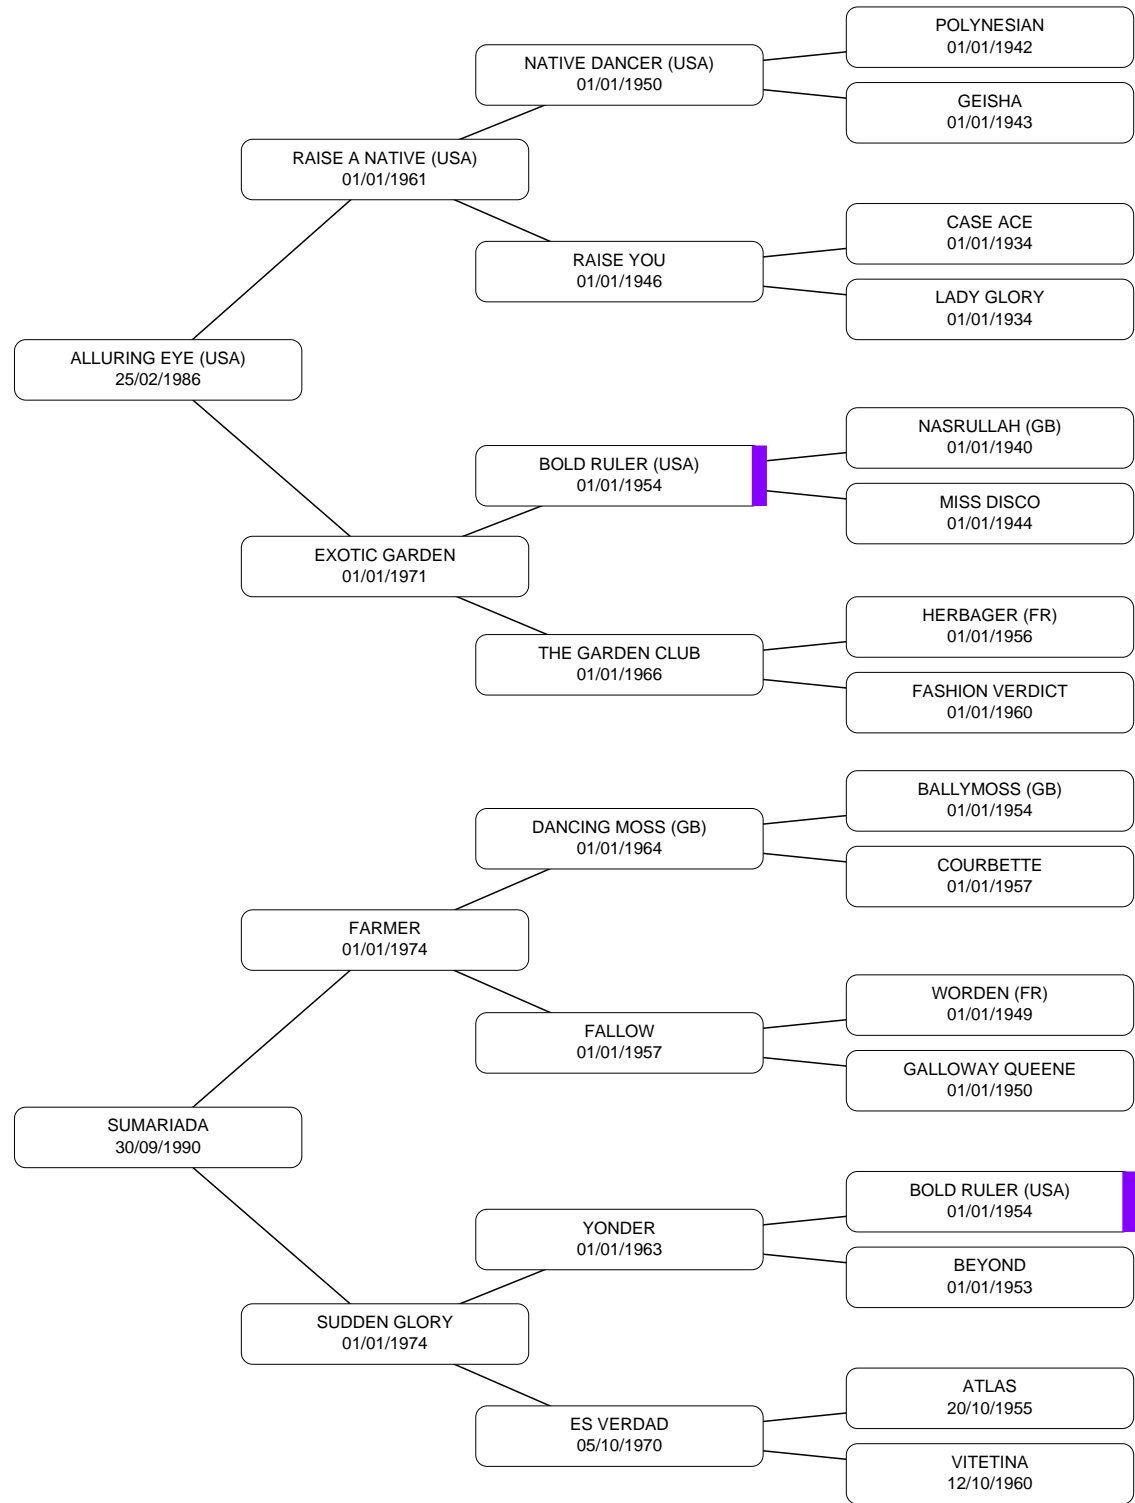 POLYNESIAN
01/01/1942
NATIVE DANCER (USA)
01/01/1950
GEISHA
01/01/1943
RAISE A NATIVE (USA)
01/01/1961
CASE ACE
01/01/1934
RAISE YOU
01/01/1946
LADY GLORY
01/01/1934
ALLURING EYE (USA)
25/02/1986
NASRULLAH (GB)
01/01/1940
BOLD RULER (USA)
01/01/1954
MISS DISCO
01/01/1944
EXOTIC GARDEN
01/01/1971
HERBAGER (FR)
01/01/1956
THE GARDEN CLUB
01/01/1966
FASHION VERDICT
01/01/1960
BALLYMOSS (GB)
01/01/1954
DANCING MOSS (GB)
01/01/1964
COURBETTE
01/01/1957
FARMER
01/01/1974
WORDEN (FR)
01/01/1949
FALLOW
01/01/1957
GALLOWAY QUEENE
01/01/1950
SUMARIADA
30/09/1990
BOLD RULER (USA)
01/01/1954
YONDER
01/01/1963
BEYOND
01/01/1953
SUDDEN GLORY
01/01/1974
ATLAS
20/10/1955
ES VERDAD
05/10/1970
VITETINA
12/10/1960